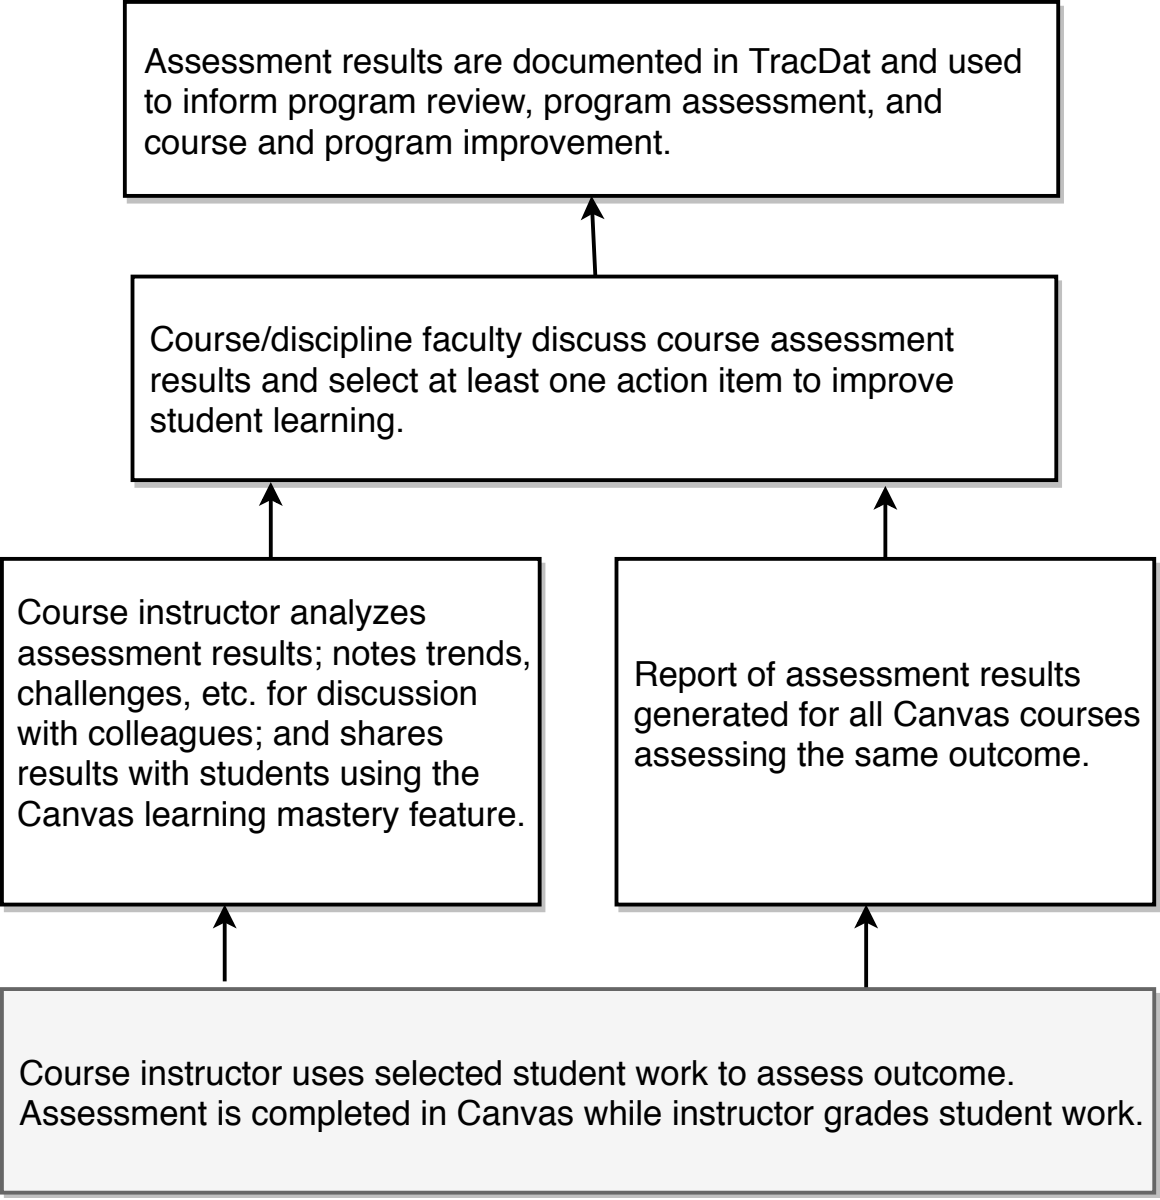 Assessment results are documented in TracDat and used
to inform program review, program assessment, and
course and program improvement.
Course/discipline faculty discuss course assessment
results and select at least one action item to improve
student learning.
Course instructor analyzes
assessment results; notes trends,
challenges, etc. for discussion
with colleagues; and shares
results with students using the
Canvas learning mastery feature.
Report of assessment results
generated for all Canvas courses
assessing the same outcome.
Course instructor uses selected student work to assess outcome.
Assessment is completed in Canvas while instructor grades student work.